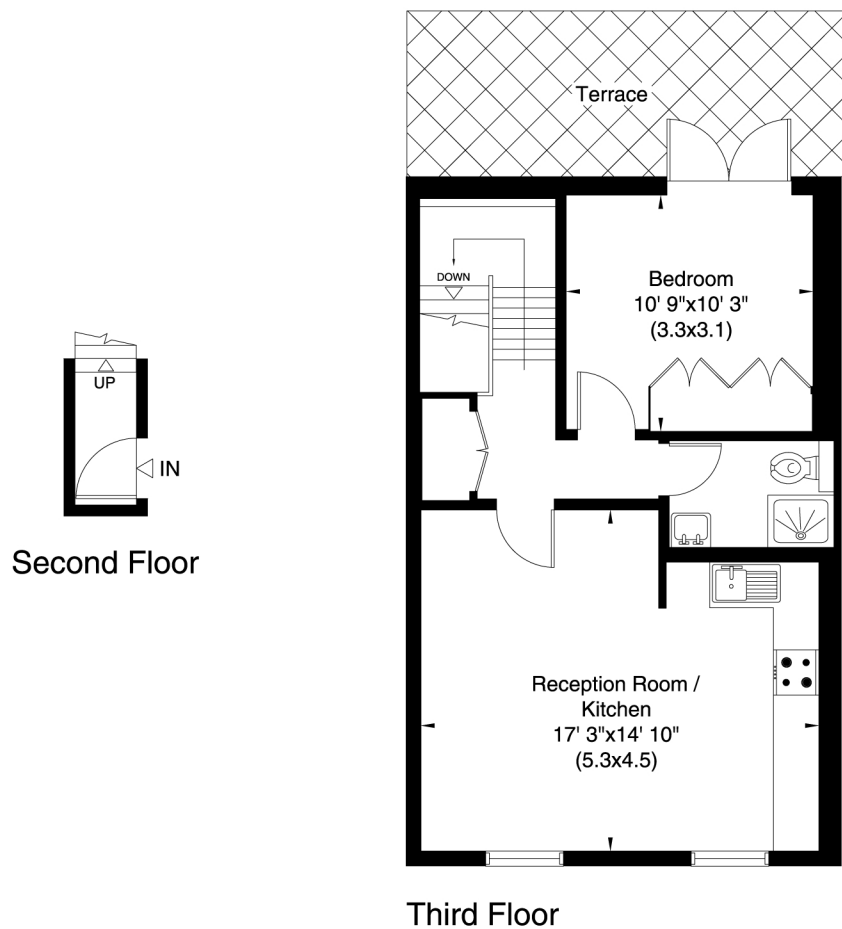 Terrace
DOWN
Bedroom
10' 9"x10' 3"
(3.3x3.1)
UP
IN
Second Floor
Reception Room /
Kitchen
17' 3"x14' 10"
(5.3x4.5)
Third Floor